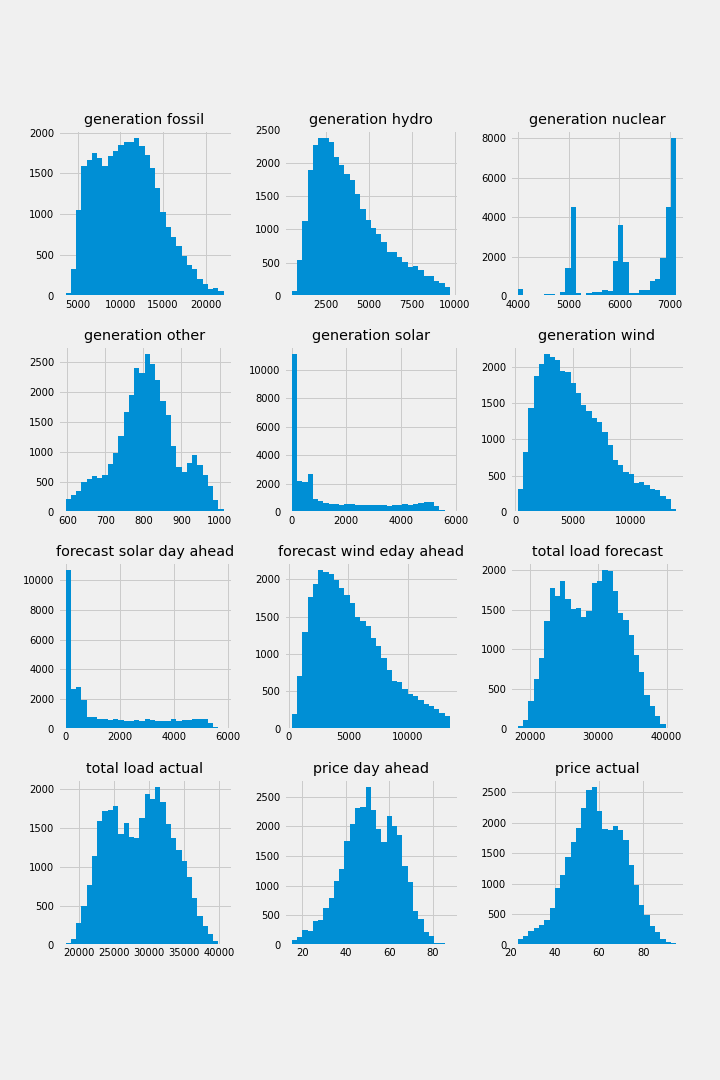 generation fossil generation hydro generation nuclear
2000 1500 1000 500 0
5000 10000 15000 20000
2500 2000 1500 1000 500 0
2500 5000 7500 10000
8000 6000 4000 2000 0
4000 5000 6000 7000
generation other generation solar generation wind
2500 2000 1500 1000 500 0
600 700 800 900 1000
10000 8000 6000 4000 2000 0
0 2000 4000 6000
2000 1500 1000 500 0
0 5000 10000
forecast solar day ahead forecast wind eday ahead total load forecast
10000 8000 6000 4000 2000 0
0 2000 4000 6000
2000 1500 1000 500 0
0 5000 10000
2000 1500 1000 500 0
20000 30000 40000
total load actual price day ahead price actual
2000 1500 1000 500 0
20000 25000 30000 35000 40000
2500 2000 1500 1000 500 0
20 40 60 80
2500 2000 1500 1000 500 0
20 40 60 80